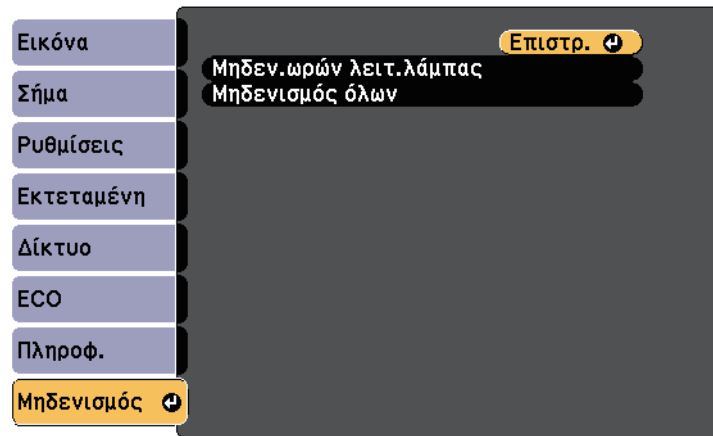 Εικόνα
Σήμα
Ρυθμίσεις
Εκτεταμένη
Δίκτυο
ECO
Πληροφ.
Μηδενισμός
Επιστρ.
Μηδεν.ωρών λειτ.λάμπας
Μηδενισμός όλων